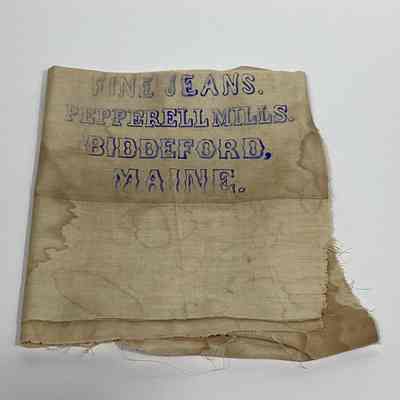 FINE JEANS.
PEPPERELL MILLS.
BIDDEFORD,
MAINE.